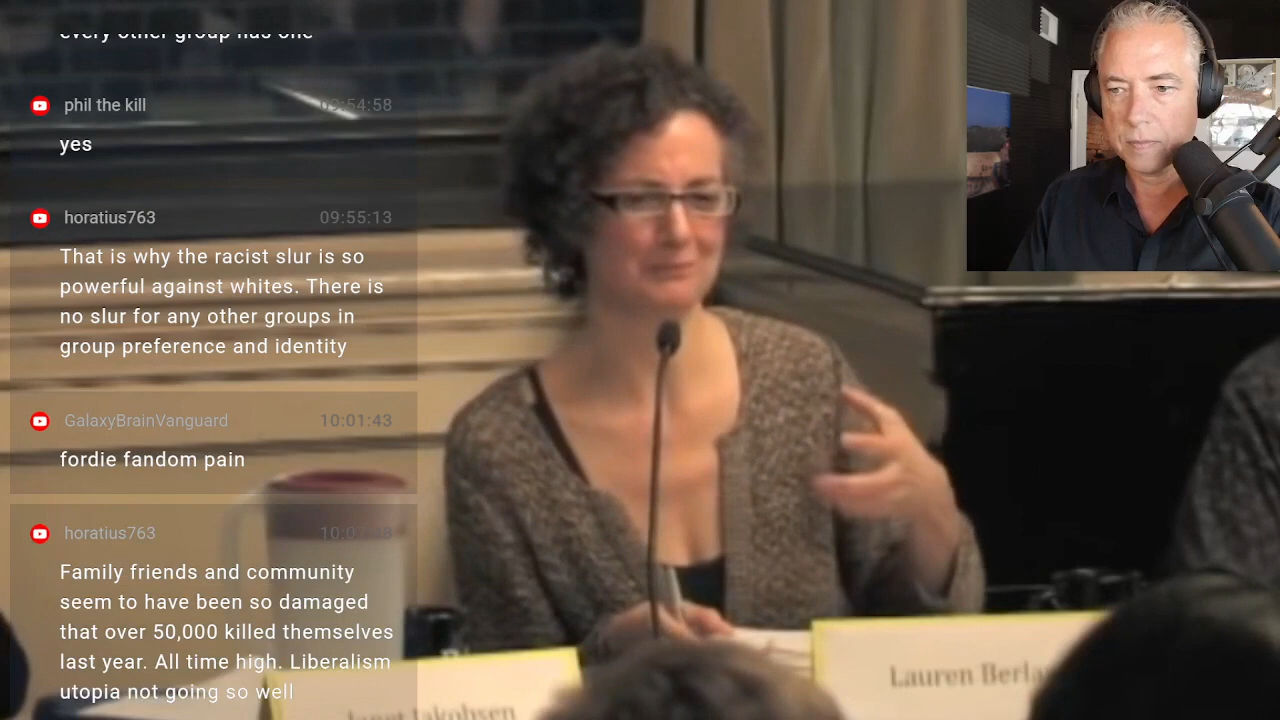 every other group has one
phil the kill 09:54:58
yes
horatius763 09:55:13
That is why the racist slur is so
powerful against whites. There is
no slur for any other groups in
group preference and identity
GalaxyBrainVanguard 10:01:43
fordie fandom pain
horatius763
Family friends and community
seem to have been so damaged
that over 50,000 killed themselves
last year. All time high. Liberalism
utopia not going so well
Janet Jakobsen
Lauren Berla